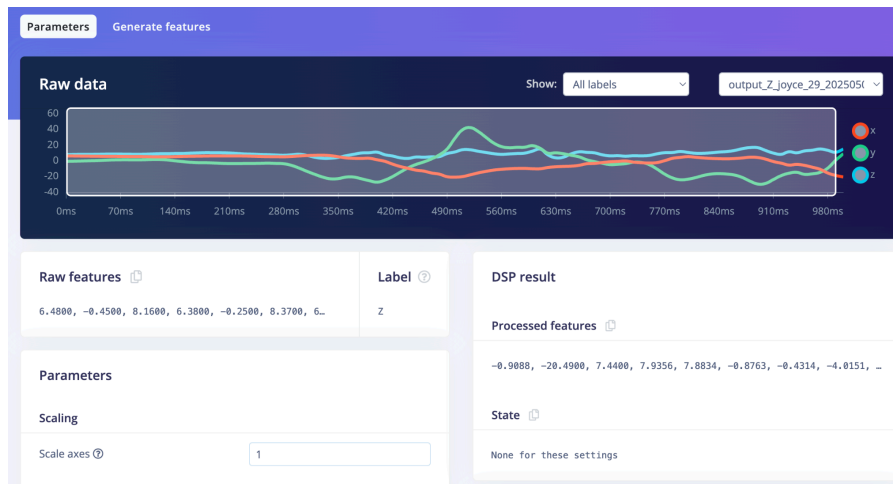 Parameters
Generate features
Raw data
Show:
All labels
output_Z_joyce_29_202505(
60
40
20
0
-20
-40
x
y
z
0ms 70ms 140ms 210ms 280ms 350ms 420ms 490ms 560ms 630ms 700ms 770ms 840ms 910ms 980ms
Raw features
Label
6.4800, -0.4500, 8.1600, 6.3800, -0.2500, 8.3700, 6…
Z
Parameters
Scaling
Scale axes
1
DSP result
Processed features
-0.9088, -20.4900, 7.4400, 7.9356, 7.8834, -0.8763, -0.4314, -4.0151, …
State
None for these settings